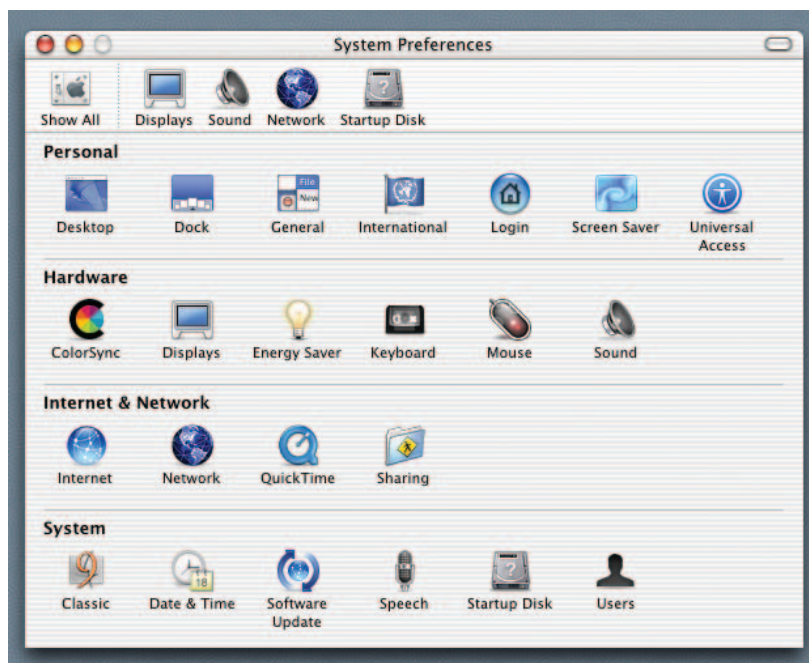 System Preferences
Show All Displays Sound Network Startup Disk
Personal
File
New
Desktop Dock General International Login Screen Saver Universal
Access
Hardware
ColorSync Displays Energy Saver Keyboard Mouse Sound
Internet & Network
Internet Network QuickTime Sharing
System
9
18
?
Classic Date & Time Software Speech Startup Disk Users
Update